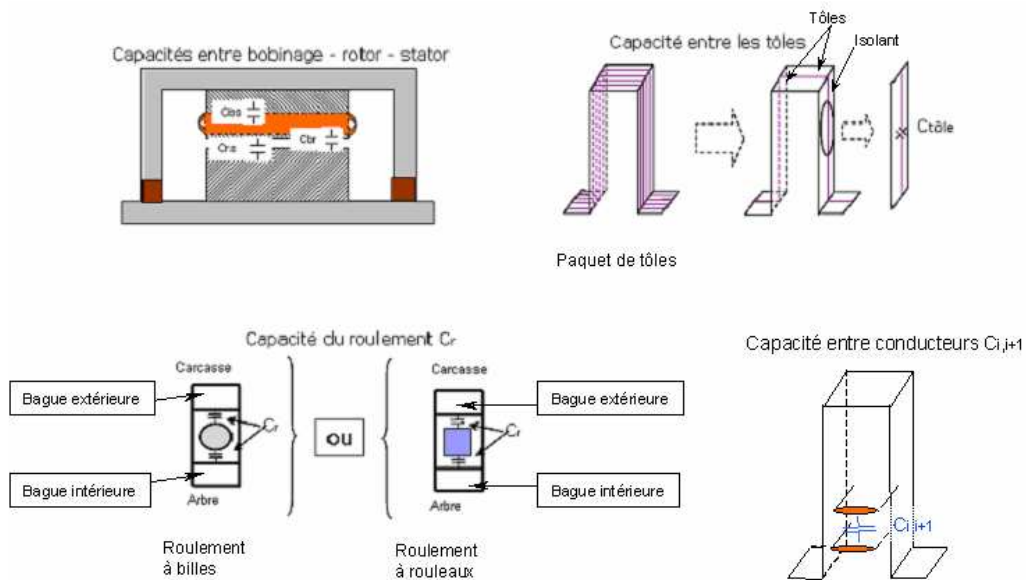 Capacités entre bobinage - rotor - stator
Cbs
Cbr
Capacité entre les tôles
Tôles
Isolant
Ctôle
Paquet de tôles
Capacité du roulement Cr
Carcasse
Bague extérieure
Cr
Bague intérieure
Arbre
Roulement
à billes
ou
Carcasse
Bague extérieure
Cr
Bague intérieure
Arbre
Roulement
à rouleaux
Capacité entre conducteurs Ci,i+1
Ci,i+1